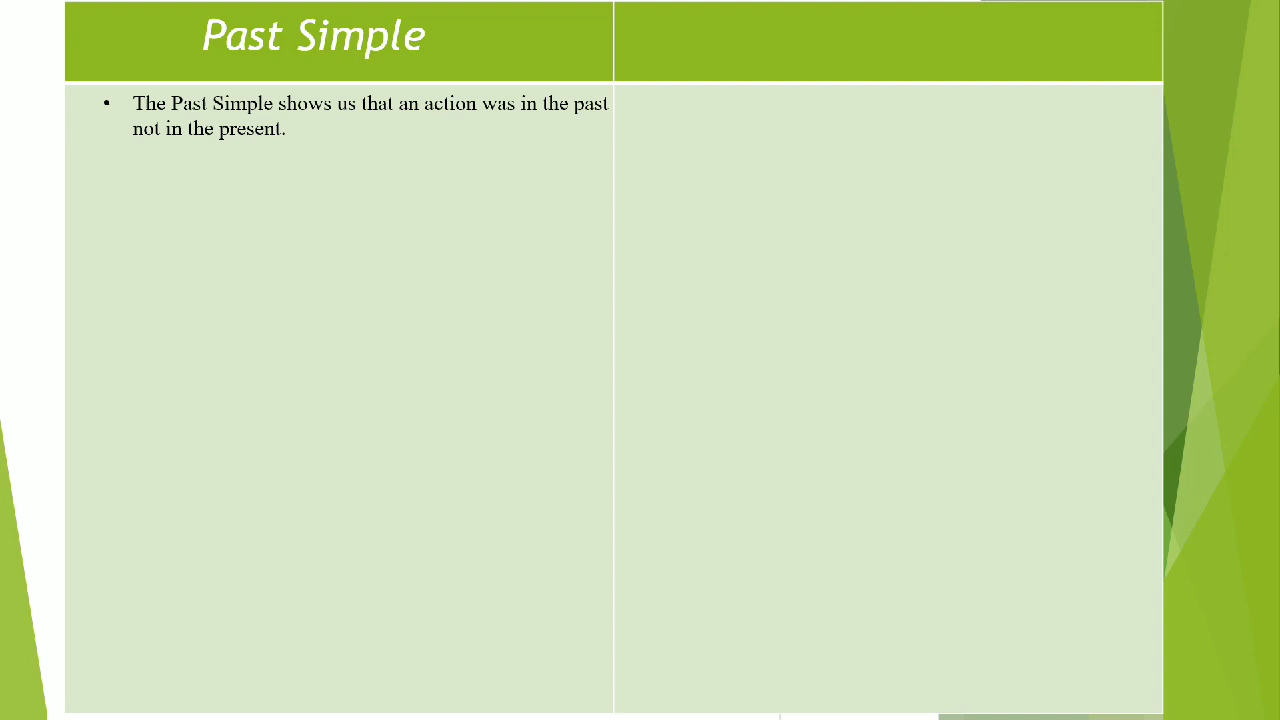 Past Simple
• The Past Simple shows us that an action was in the past
not in the present.